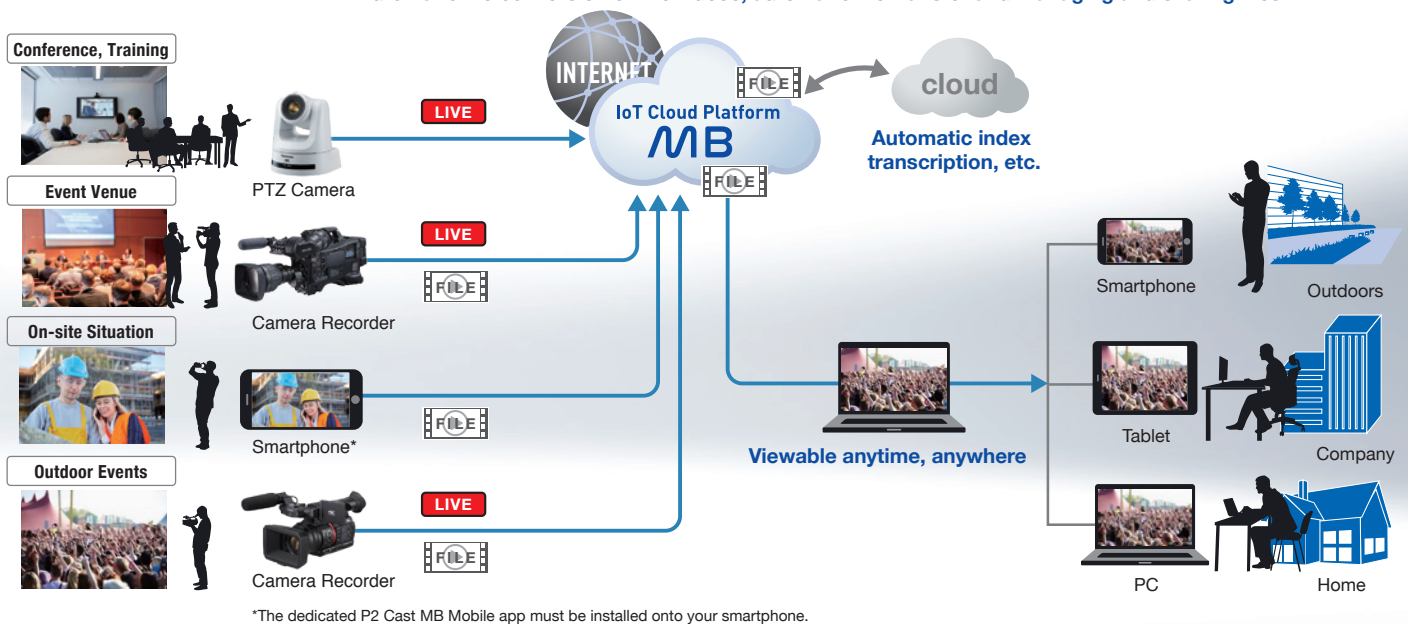 Conference, Training
PTZ Camera
LIVE
INTERNET
IoT Cloud Platform
MB
FILE
FILE
cloud
Automatic index
transcription, etc.
Event Venue
Camera Recorder
LIVE
FILE
On-site Situation
Smartphone*
FILE
Outdoor Events
Camera Recorder
LIVE
FILE
Viewable anytime, anywhere
Smartphone
Outdoors
Tablet
Company
PC
Home
*The dedicated P2 Cast MB Mobile app must be installed onto your smartphone.